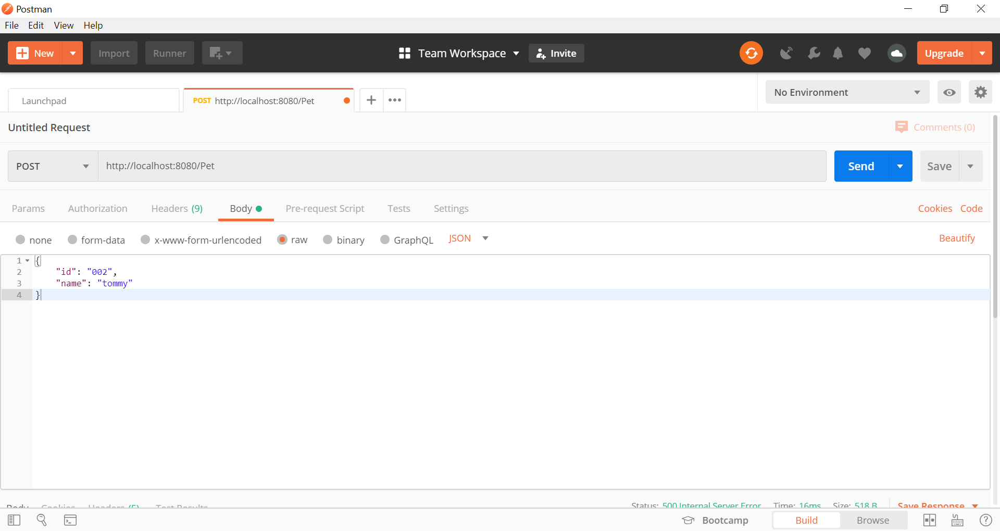 Postman
File Edit View Help
New Import Runner Team Workspace Invite Upgrade
Launchpad POST http://localhost:8080/Pet No Environment
Untitled Request Comments (0)
POST http://localhost:8080/Pet Send Save
Params Authorization Headers (9) Body Pre-request Script Tests Settings Cookies Code
none form-data x-www-form-urlencoded raw binary GraphQL JSON Beautify
1 {
2 "id": "002",
3 "name": "tommy"
4 }
Body Cookies Headers (5) Test Results Status: 500 Internal Server Error Time: 16ms Size: 518 B Save Response
Bootcamp Build Browse